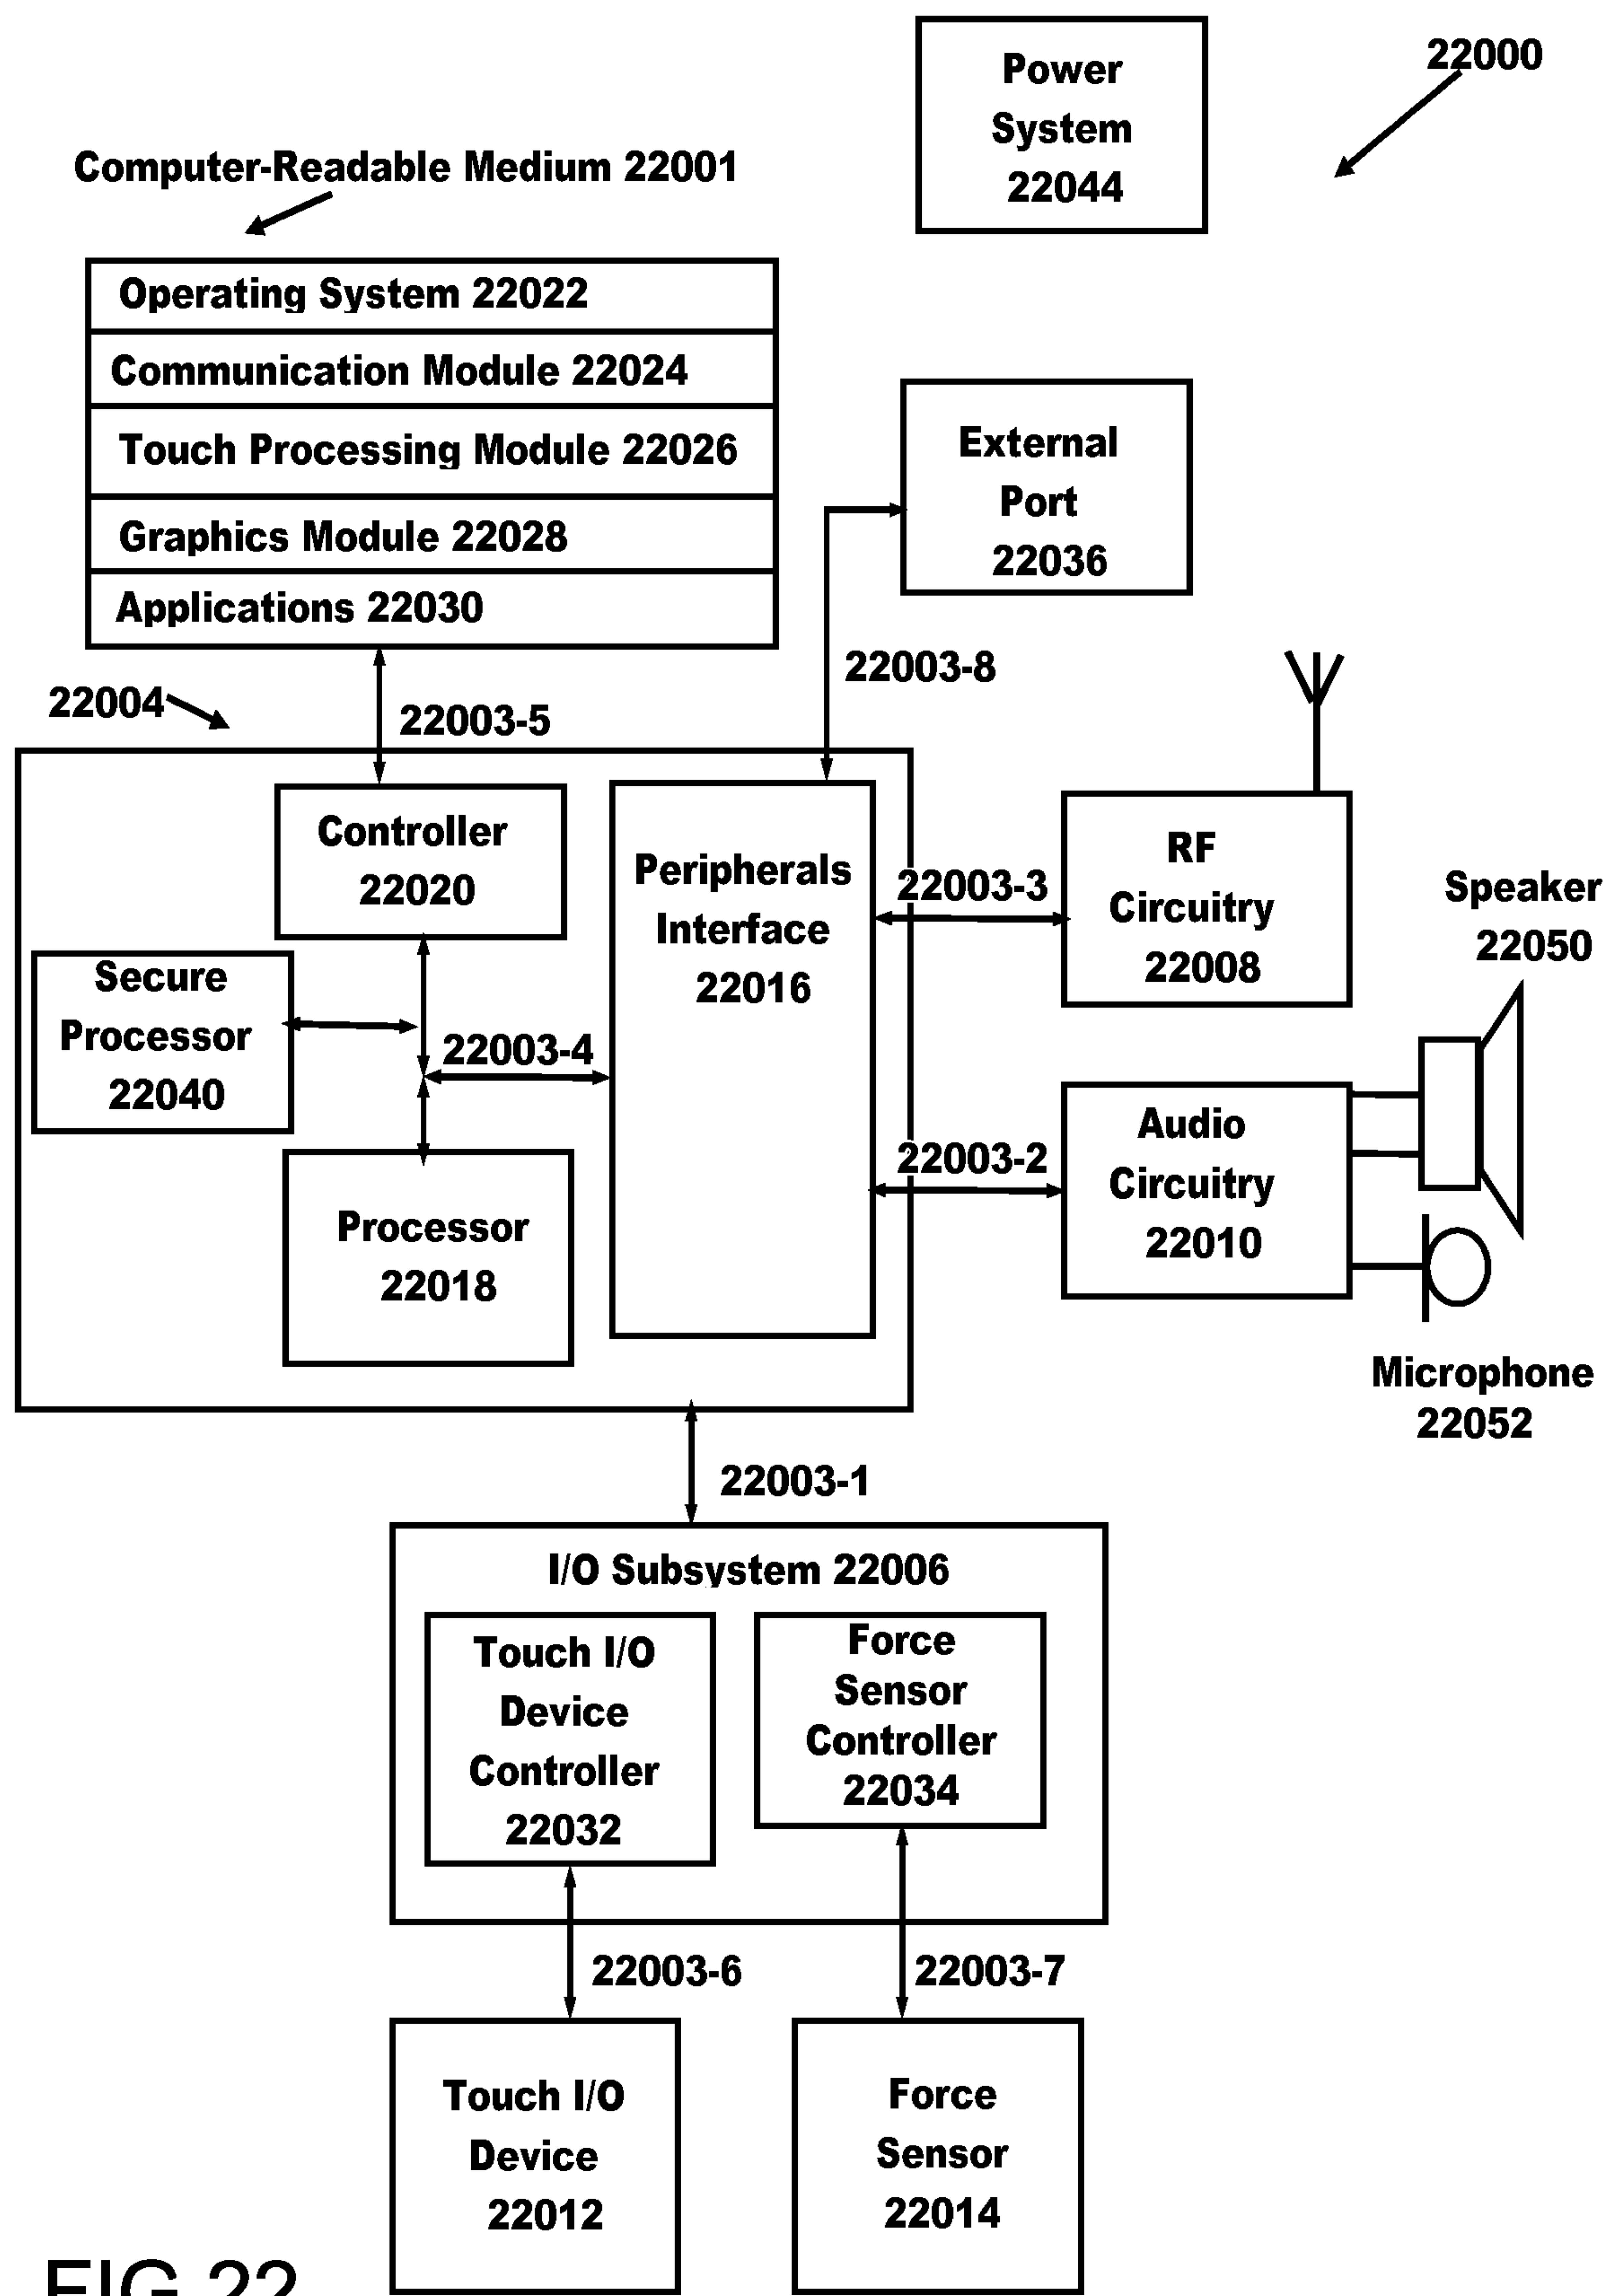 Power
System
22044
22000
Computer-Readable Medium 22001
Operating System 22022
Communication Module 22024
Touch Processing Module 22026
Graphics Module 22028
Applications 22030
External
Port
22036
22003-8
22004
22003-5
Controller
22020
Peripherals
Interface
22016
22003-3
RF
Circuitry
22008
Speaker
22050
Secure
Processor
22040
22003-4
Audio
Circuitry
22010
22003-2
Processor
22018
Microphone
22052
22003-1
I/O Subsystem 22006
Touch I/O
Device
Controller
22032
Force
Sensor
Controller
22034
22003-6
22003-7
Touch I/O
Device
22012
Force
Sensor
22014
FIG 22